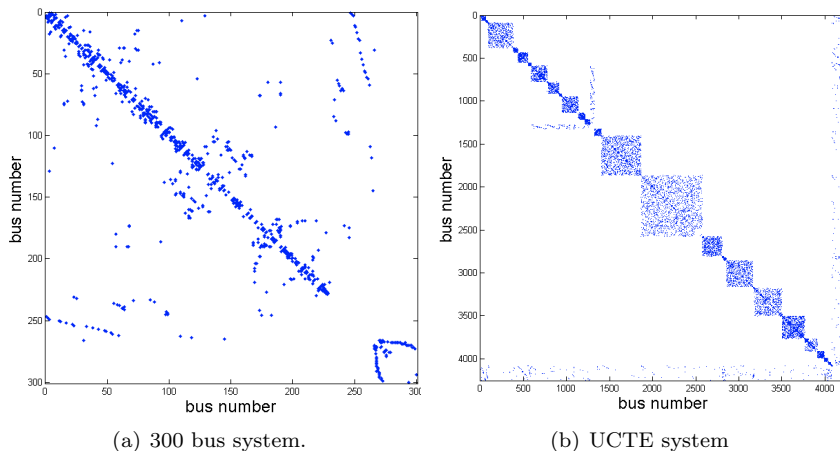 0
50
100
150
200
250
300
bus number
0 50 100 150 200 250 300
bus number
(a) 300 bus system.
0
500
1000
1500
2000
2500
3000
3500
4000
bus number
0 500 1000 1500 2000 2500 3000 3500 4000
bus number
(b) UCTE system